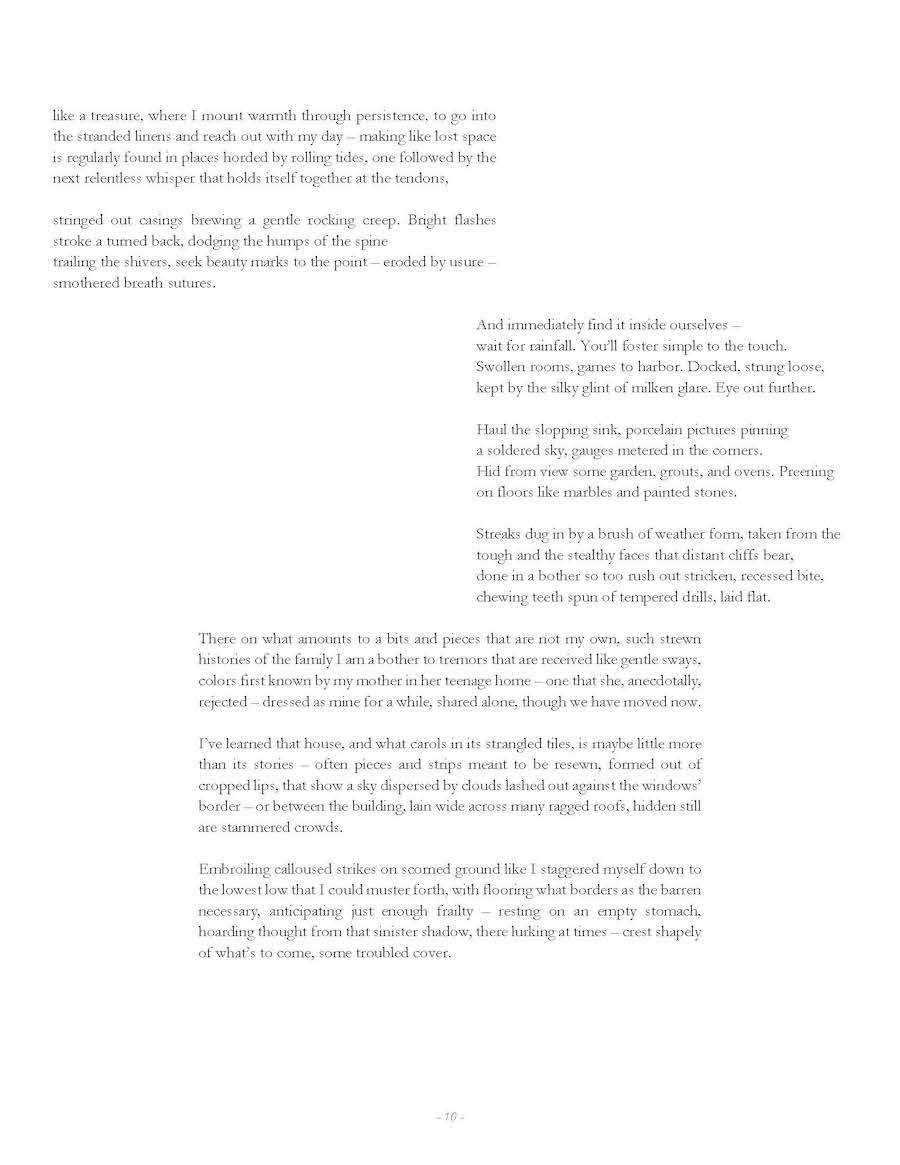 like a treasure, where I mount warmth through persistence, to go into
the stranded linens and reach out with my day – making like lost space
is regularly found in places horded by rolling tides, one followed by the
next relentless whisper that holds itself together at the tendons,
stringed out casings brewing a gentle rocking creep. Bright flashes
stroke a turned back, dodging the humps of the spine
trailing the shivers, seek beauty marks to the point – eroded by usure –
smothered breath sutures.
And immediately find it inside ourselves –
wait for rainfall. You’ll foster simple to the touch.
Swollen rooms, games to harbor. Docked, strung loose,
kept by the silky glint of milken glare. Eye out further.
Haul the slopping sink, porcelain pictures pinning
a soldered sky, gauges metered in the corners.
Hid from view some garden, grouts, and ovens. Preening
on floors like marbles and painted stones.
Streaks dug in by a brush of weather form, taken from the
tough and the stealthy faces that distant cliffs bear,
done in a bother so too rush out stricken, recessed bite,
chewing teeth spun of tempered drills, laid flat.
There on what amounts to a bits and pieces that are not my own, such strewn
histories of the family I am a bother to tremors that are received like gentle sways,
colors first known by my mother in her teenage home – one that she, anecdotally,
rejected – dressed as mine for a while, shared alone, though we have moved now.
I’ve learned that house, and what carols in its strangled tiles, is maybe little more
than its stories – often pieces and strips meant to be resewn, formed out of
cropped lips, that show a sky dispersed by clouds lashed out against the windows’
border – or between the building, lain wide across many ragged roofs, hidden still
are stammered crowds.
Embroiling calloused strikes on scorned ground like I staggered myself down to
the lowest low that I could muster forth, with flooring what borders as the barren
necessary, anticipating just enough frailty – resting on an empty stomach,
hoarding thought from that sinister shadow, there lurking at times – crest shapely
of what’s to come, some troubled cover.
- 10 -